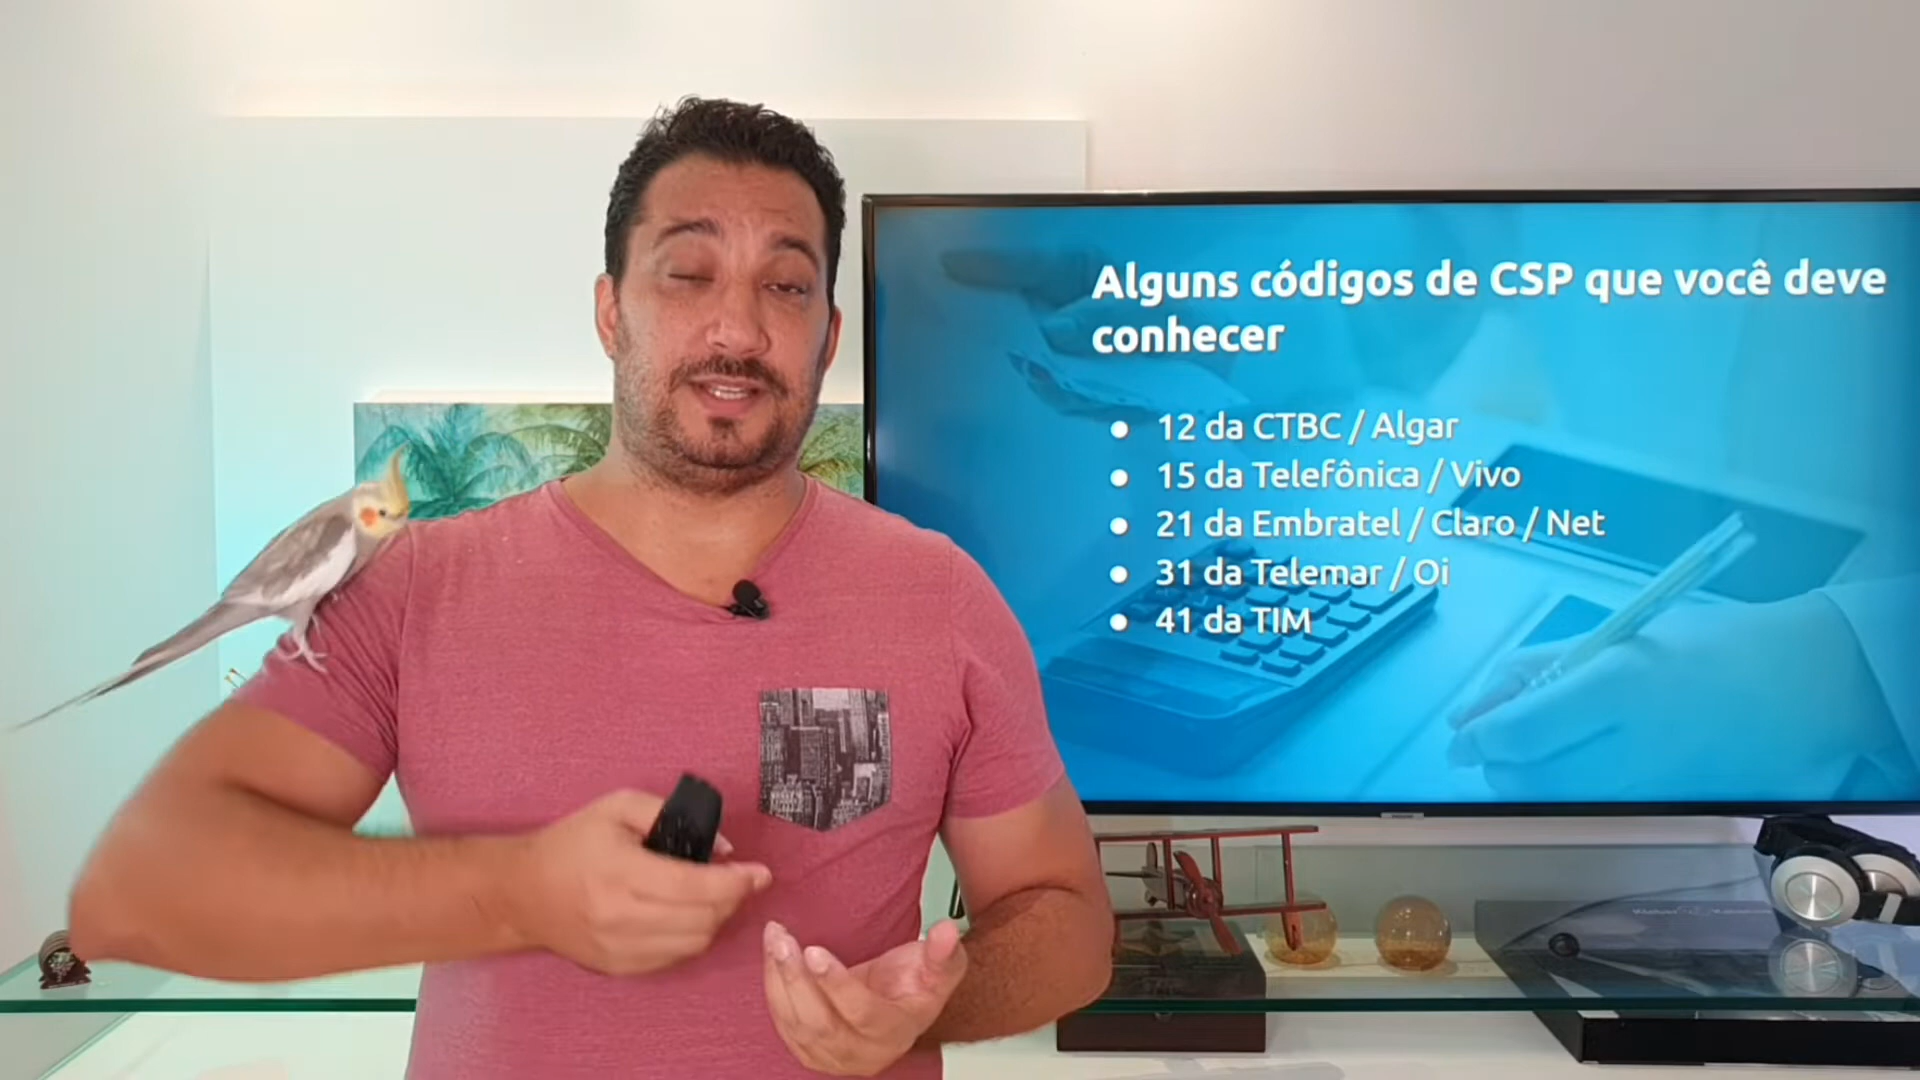 Alguns códigos de CSP que você deve
conhecer
● 12 da CTBC / Algar
● 15 da Telefônica / Vivo
● 21 da Embratel / Claro / Net
● 31 da Telemar / Oi
● 41 da TIM